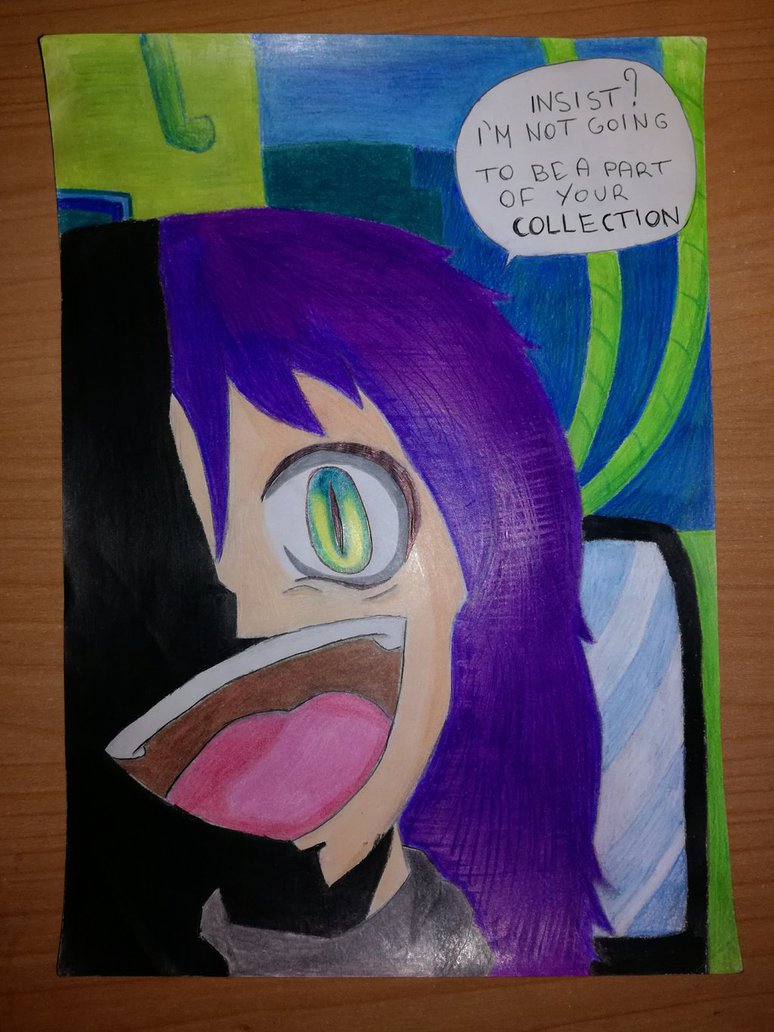 INSIST?
I'M NOT GOING
TO BE A PART
OF YOUR
COLLECTION